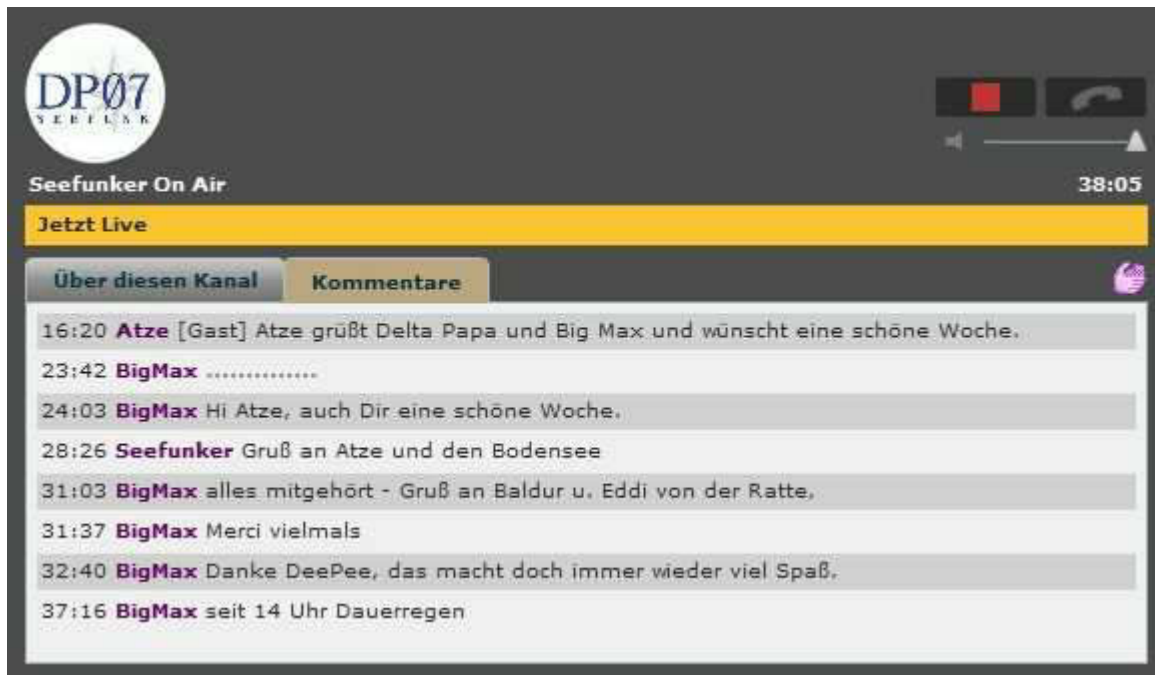 DPØ7
SEEFUNK
Seefunker On Air
38:05
Jetzt Live
Über diesen Kanal
Kommentare
16:20 Atze [Gast] Atze grüßt Delta Papa und Big Max und wünscht eine schöne Woche.
23:42 BigMax ..............
24:03 BigMax Hi Atze, auch Dir eine schöne Woche.
28:26 Seefunker Gruß an Atze und den Bodensee
31:03 BigMax alles mitgehört - Gruß an Baldur u. Eddi von der Ratte,
31:37 BigMax Merci vielmals
32:40 BigMax Danke DeePee, das macht doch immer wieder viel Spaß.
37:16 BigMax seit 14 Uhr Dauerregen